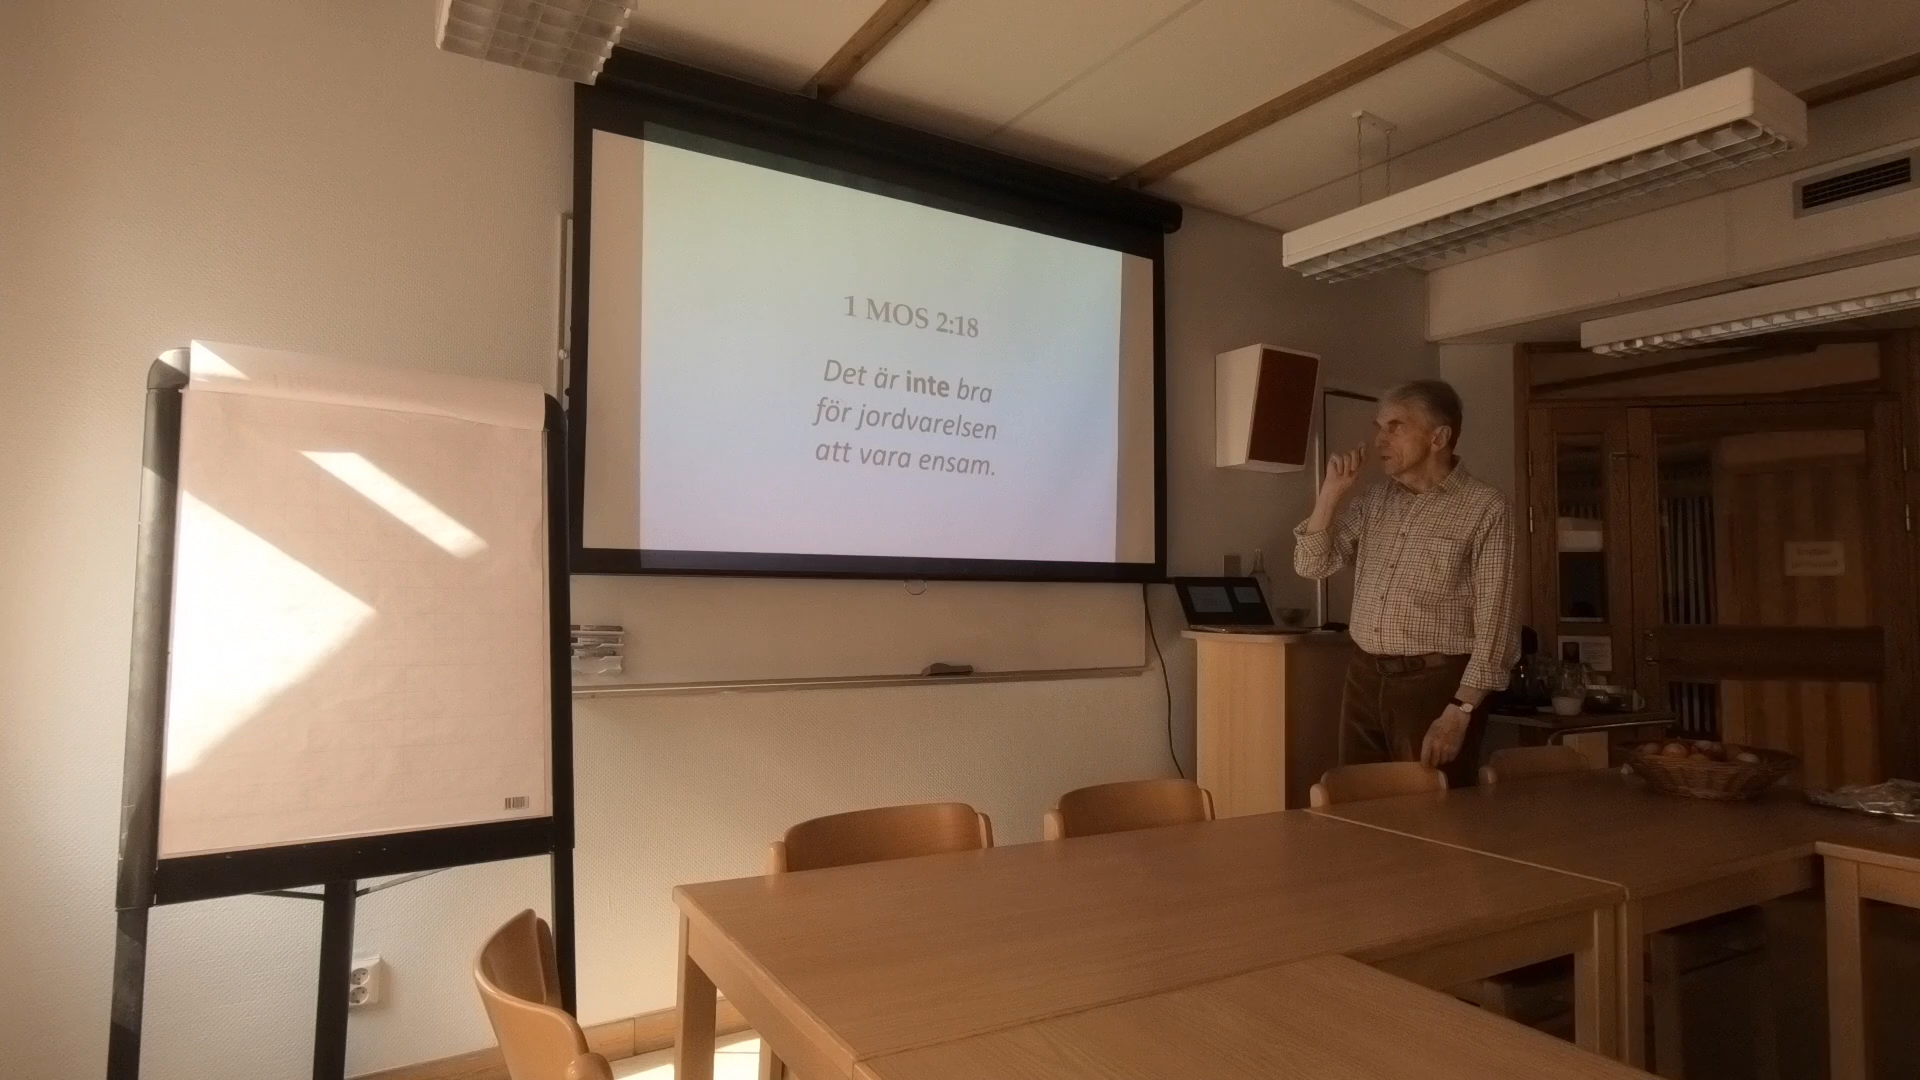 1 MOS 2:18
Det är inte bra
för jordvarelsen
att vara ensam.